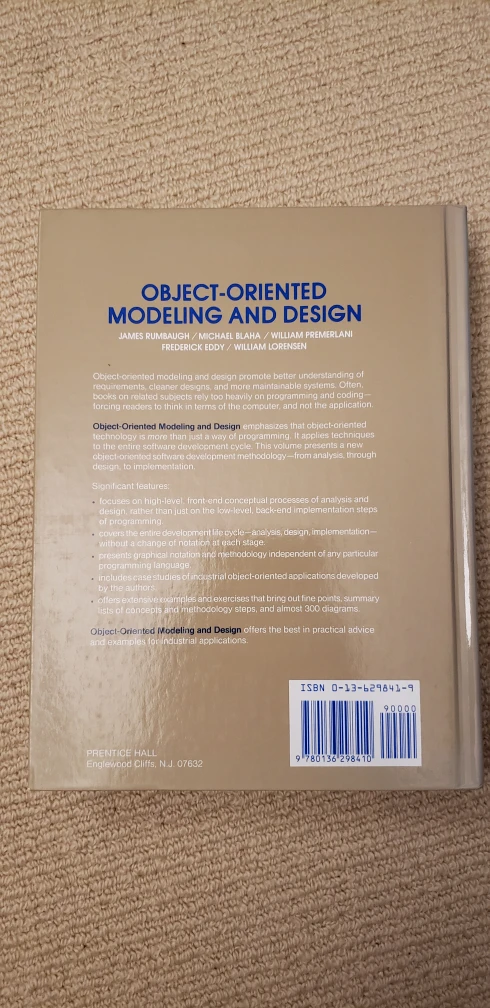 OBJECT-ORIENTED
MODELING AND DESIGN
JAMES RUMBAUGH / MICHAEL BLAHA / WILLIAM PREMERLANI
FREDERICK EDDY / WILLIAM LORENSEN
Object-oriented modeling and design promote better understanding of
requirements, cleaner designs, and more maintainable systems. Often,
books on related subjects rely too heavily on programming and coding—
forcing readers to think in terms of the computer, and not the application.
Object-Oriented Modeling and Design emphasizes that object-oriented
technology is more than just a way of programming. It applies techniques
to the entire software development cycle. This volume presents a new
object-oriented software development methodology—from analysis, through
design, to implementation.
Significant features:
• focuses on high-level, front-end conceptual processes of analysis and
design, rather than just on the low-level, back-end implementation steps
of programming.
• covers the entire development life cycle—analysis, design, implementation—
without a change of notation at each stage.
• presents graphical notation and methodology independent of any particular
programming language.
• includes case studies of industrial object-oriented applications developed
by the authors.
• offers extensive examples and exercises that bring out fine points, summary
lists of concepts and methodology steps, and almost 300 diagrams.
Object-Oriented Modeling and Design offers the best in practical advice
and examples for industrial applications.
ISBN 0-13-629841-9
90000
9 780136 298410
PRENTICE HALL
Englewood Cliffs, N.J. 07632